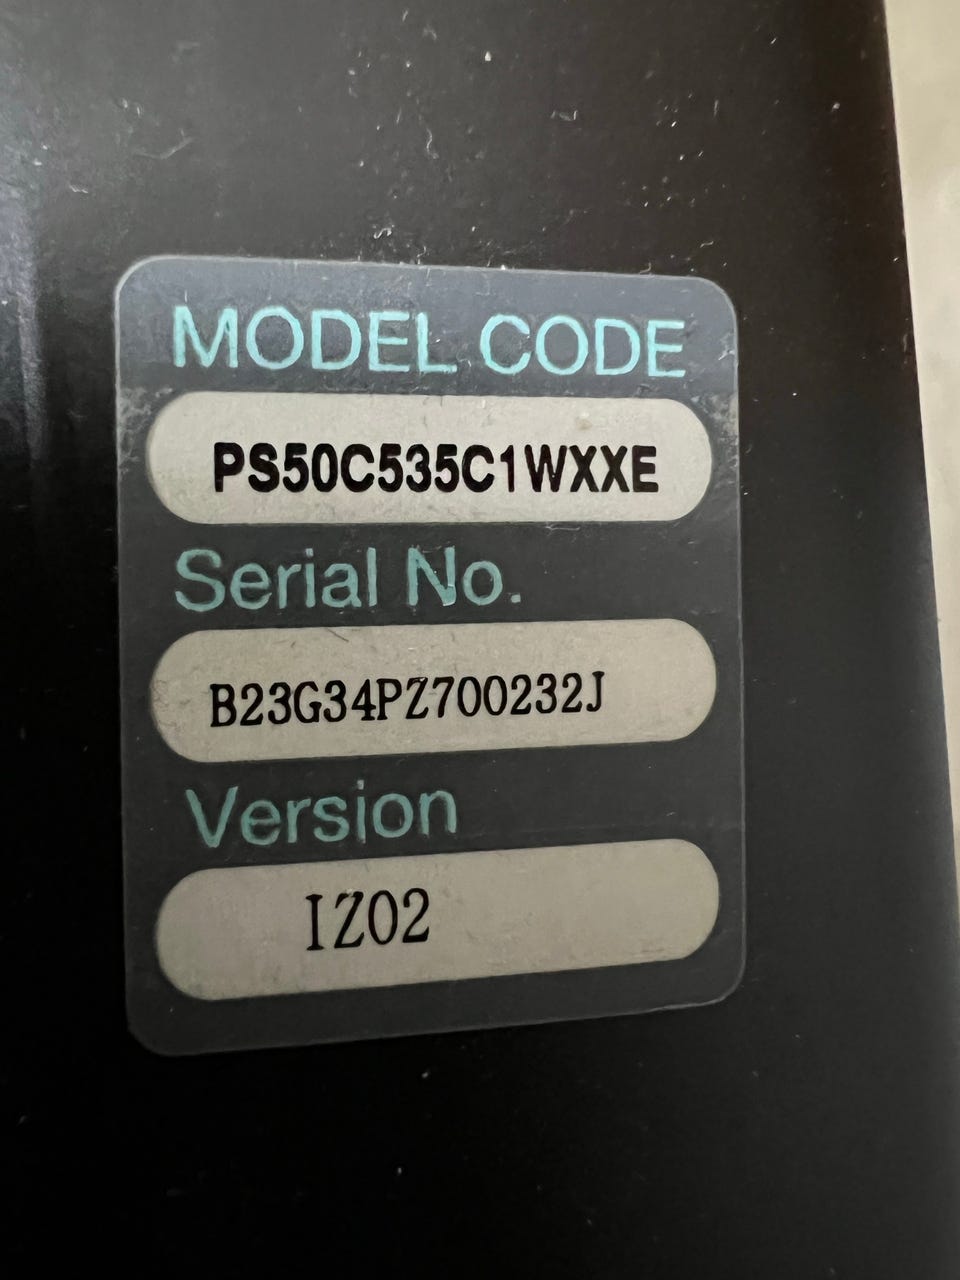 MODEL CODE
PS50C535C1WXXE
Serial No.
B23G34PZ700232J
Version
IZ02